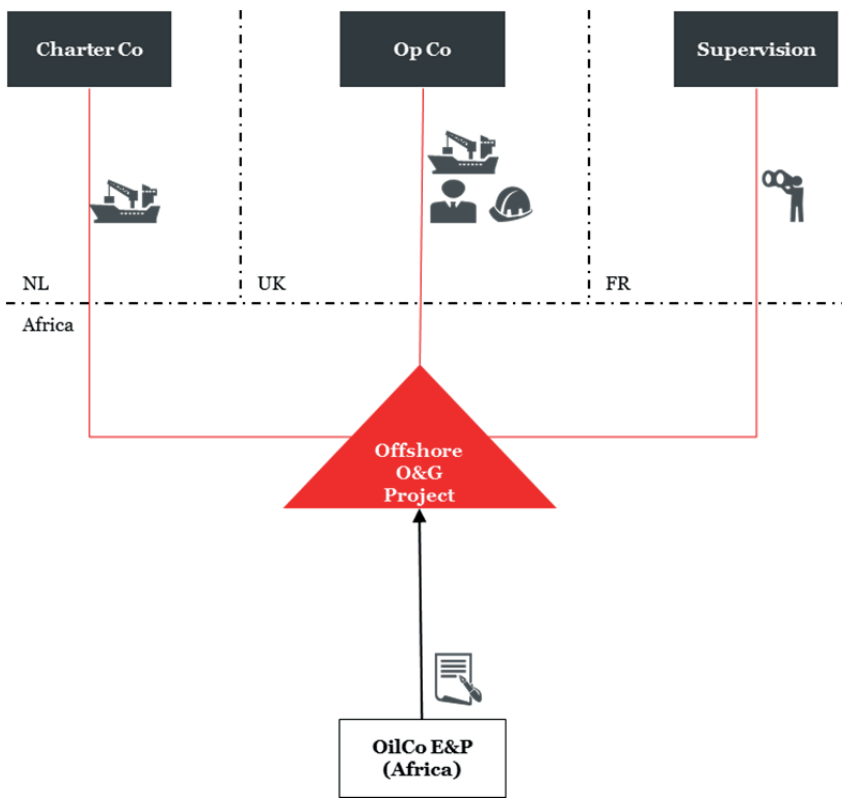 Charter Co
Op Co
Supervision
NL
UK
FR
Africa
Offshore
O&G
Project
OilCo E&P
(Africa)